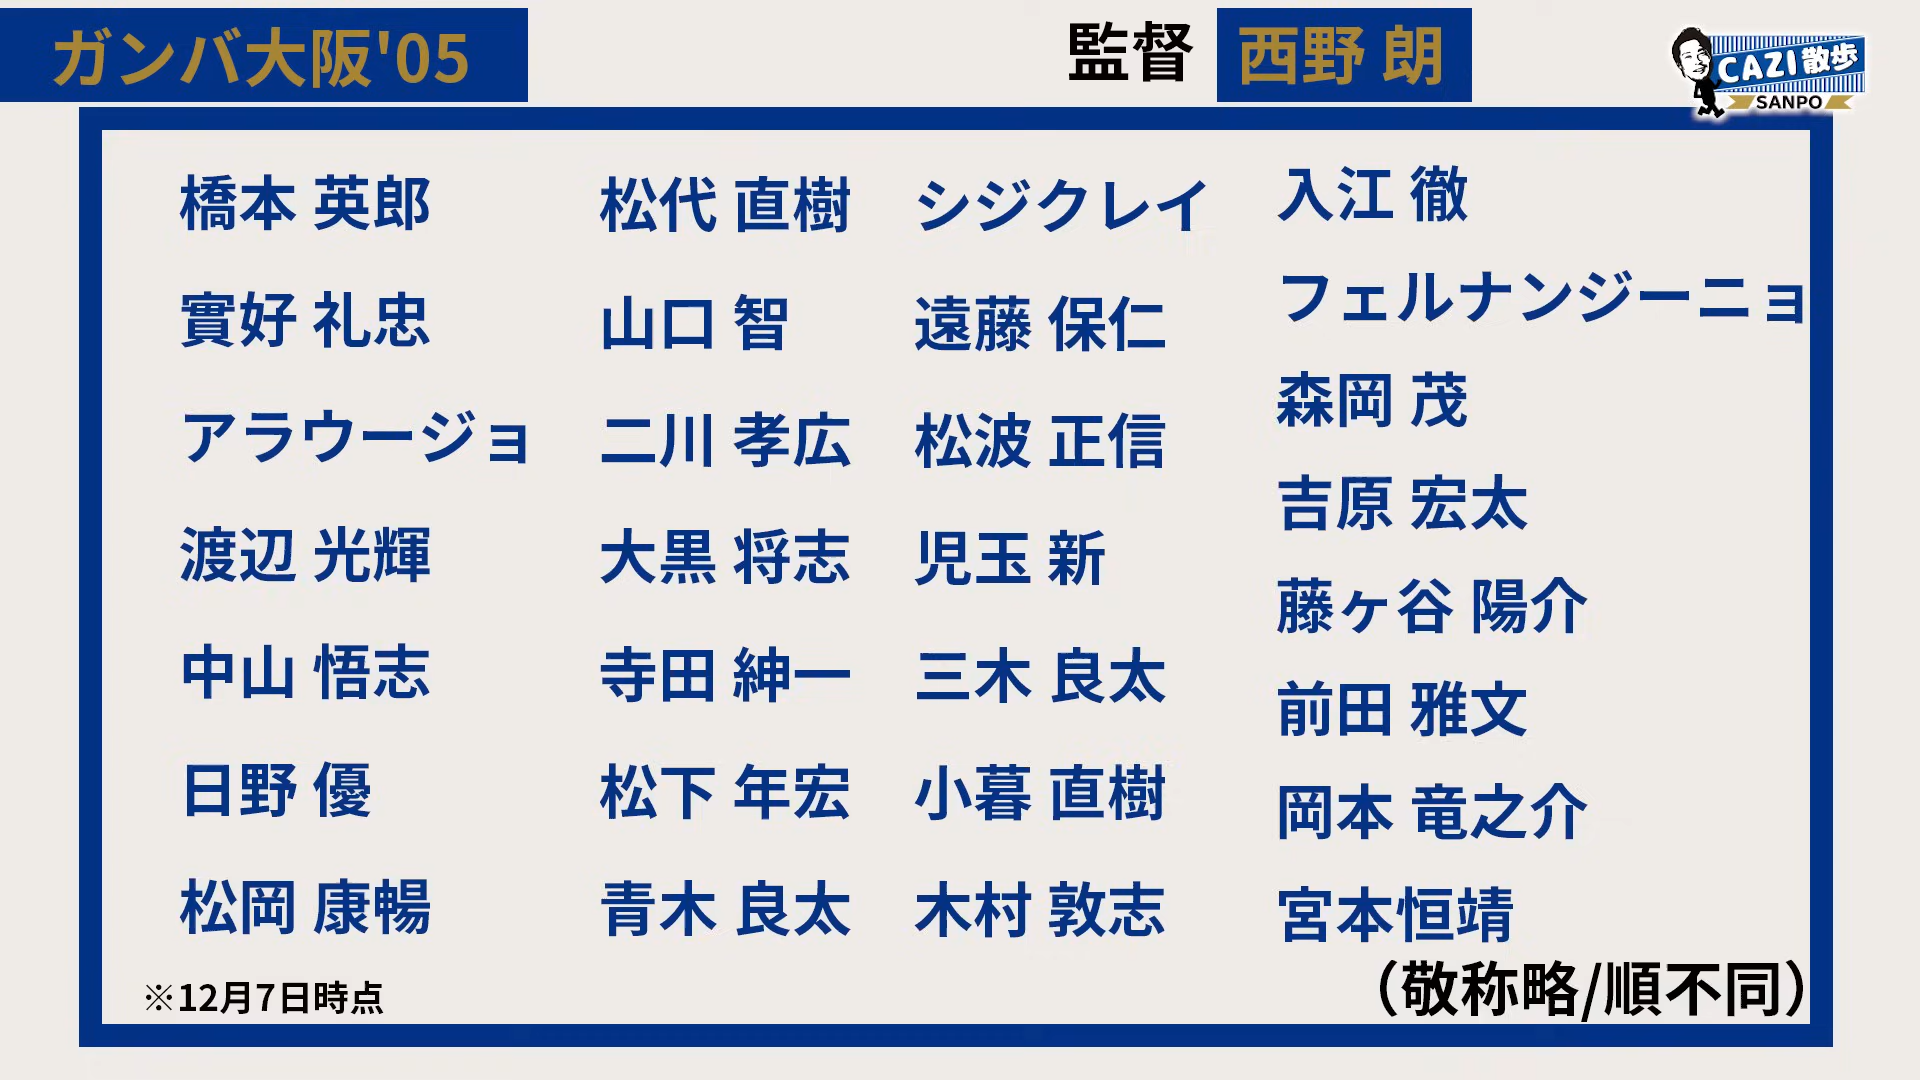 ガンバ大阪'05
監督 西野 朗
CAZI散歩
SANPO
橋本 英郎
實好 礼忠
アラウージョ
渡辺 光輝
中山 悟志
日野 優
松岡 康暢
松代 直樹
山口 智
二川 孝広
大黒 将志
寺田 紳一
松下 年宏
青木 良太
シジクレイ
遠藤 保仁
松波 正信
児玉 新
三木 良太
小暮 直樹
木村 敦志
入江 徹
フェルナンジーニョ
森岡 茂
吉原 宏太
藤ヶ谷 陽介
前田 雅文
岡本 竜之介
宮本恒靖
※12月7日時点
（敬称略/順不同）